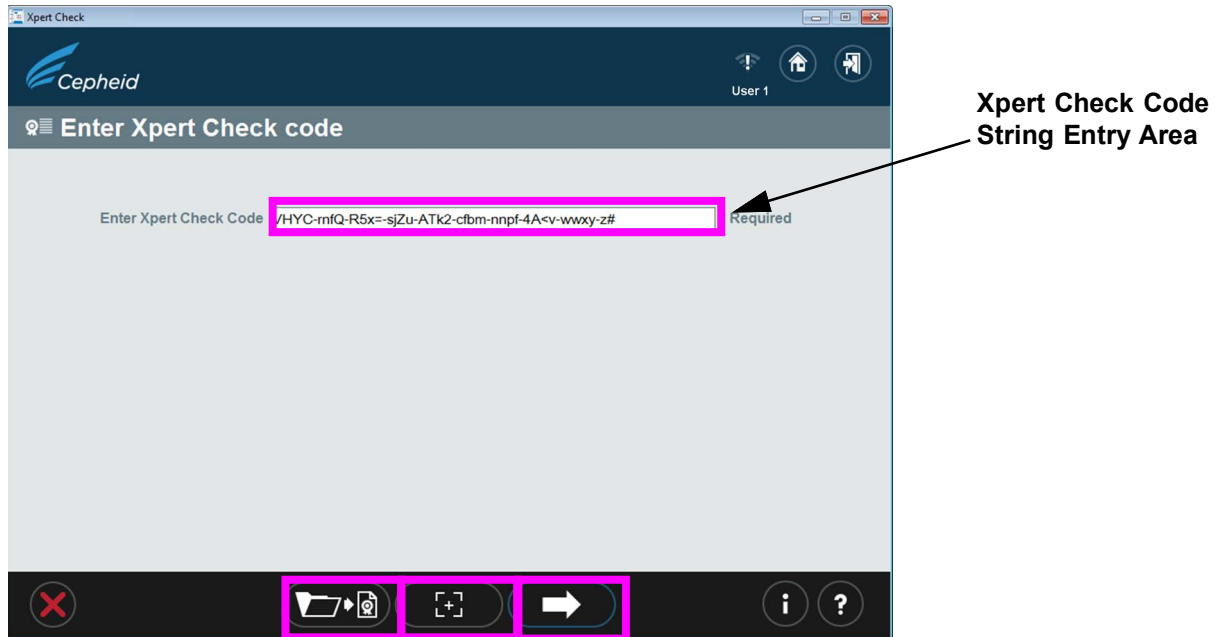 Xpert Check
Cepheid
User 1
Xpert Check Code
String Entry Area
Enter Xpert Check code
Enter Xpert Check Code /HYC-rnfQ-R5x=-sjZu-ATk2-cfbm-nnpf-4A<v-wwxy-z# Required
i ?